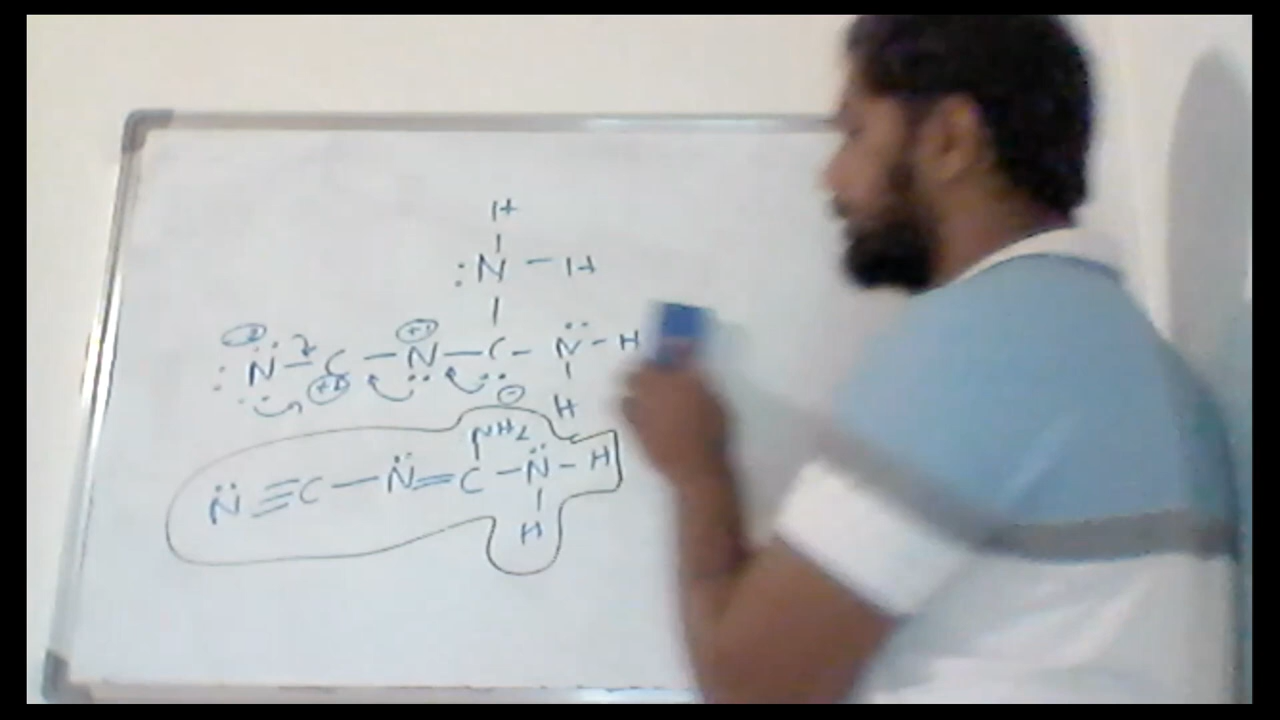 H
:N – H
N – C – N – C – N – H
H
NH2
N ≡ C – N = C – N – H
H